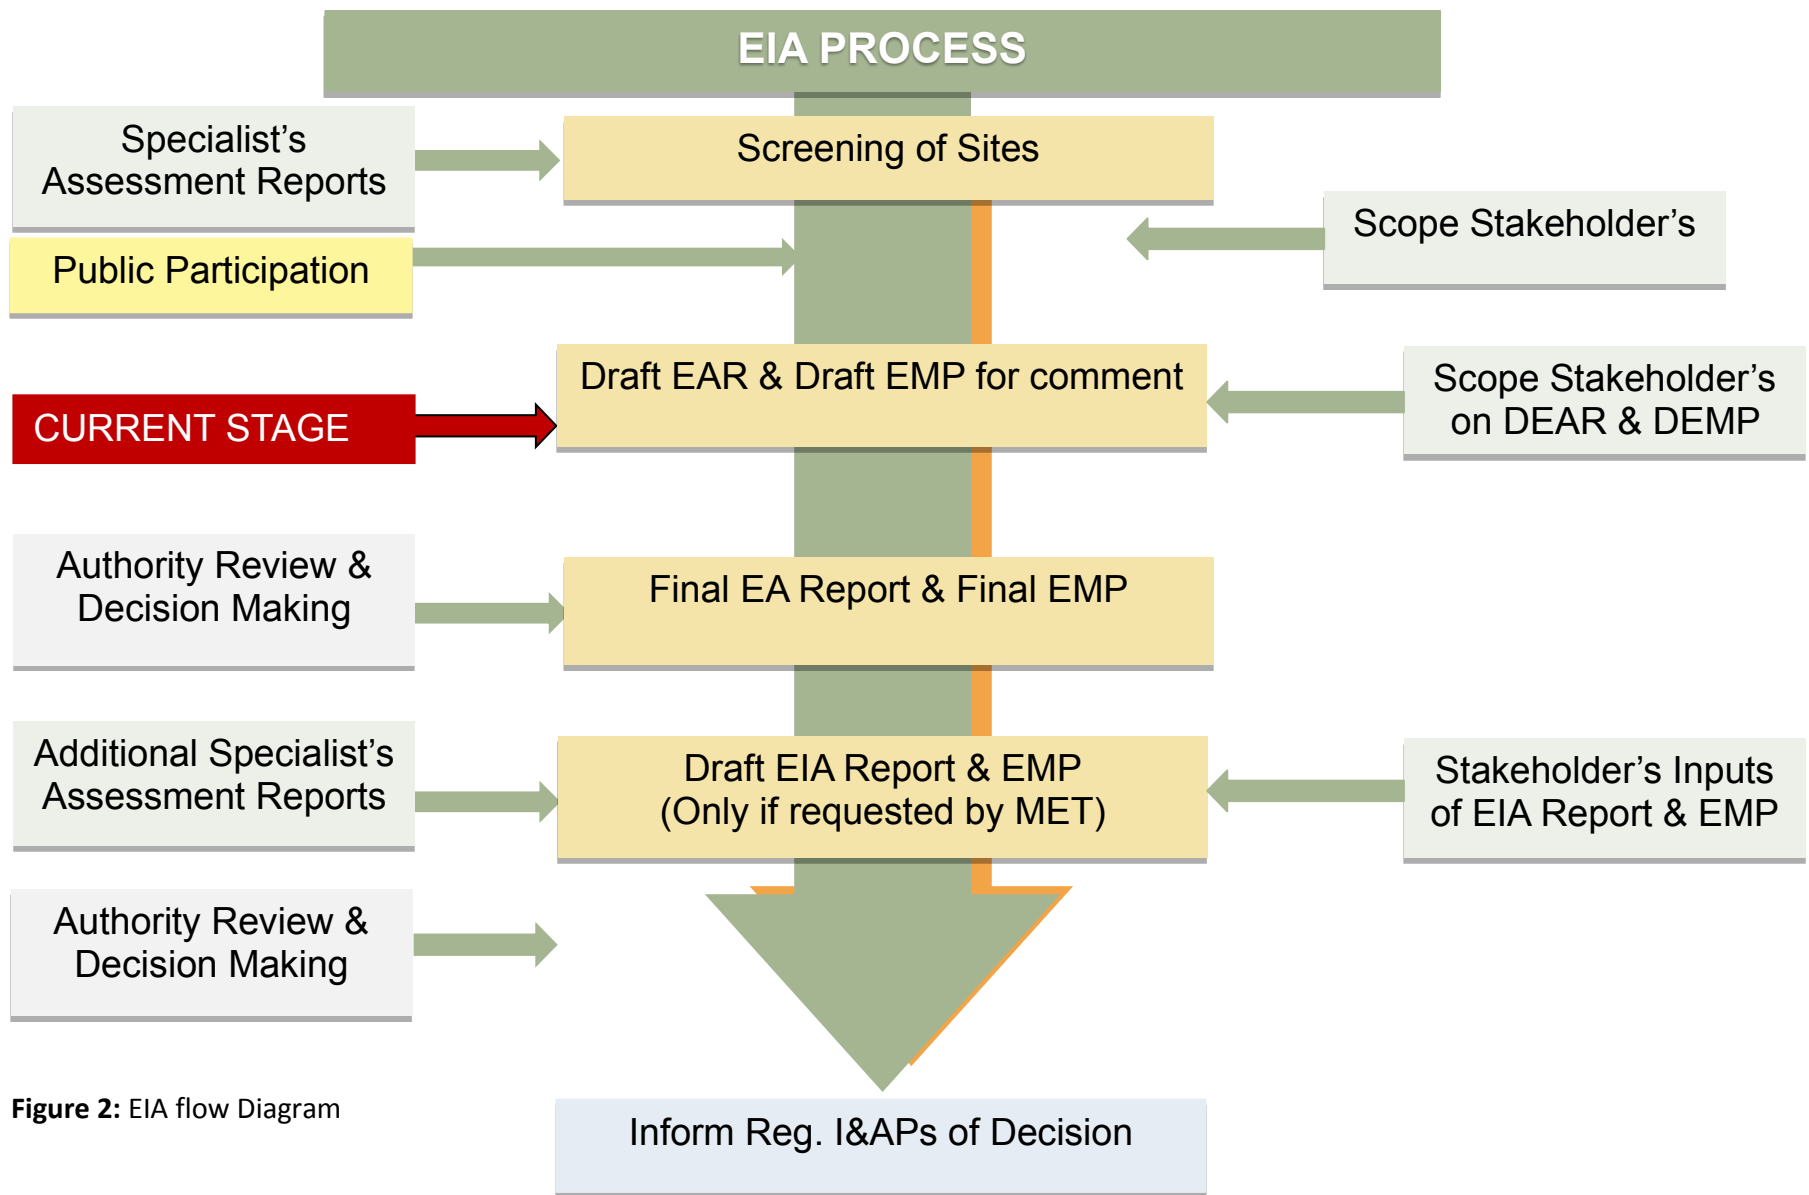 EIA PROCESS
Specialist's
Assessment Reports
Screening of Sites
Scope Stakeholder's
Public Participation
Draft EAR & Draft EMP for comment
Scope Stakeholder's
on DEAR & DEMP
CURRENT STAGE
Authority Review &
Decision Making
Final EA Report & Final EMP
Additional Specialist's
Assessment Reports
Draft EIA Report & EMP
(Only if requested by MET)
Stakeholder's Inputs
of EIA Report & EMP
Authority Review &
Decision Making
Figure 2: EIA flow Diagram
Inform Reg. I&APs of Decision